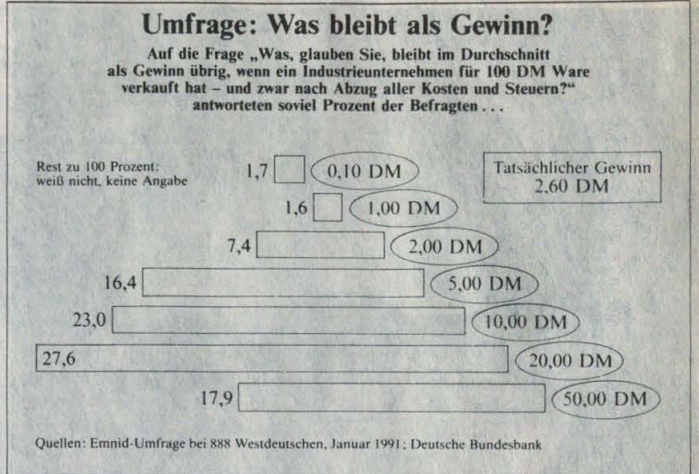 Umfrage: Was bleibt als Gewinn?
Auf die Frage „Was, glauben Sie, bleibt im Durchschnitt
als Gewinn übrig, wenn ein Industrieunternehmen für 100 DM Ware
verkauft hat – und zwar nach Abzug aller Kosten und Steuern?“
antworteten soviel Prozent der Befragten . . .
Rest zu 100 Prozent:
weiß nicht, keine Angabe
1,7 0,10 DM
Tatsächlicher Gewinn
2,60 DM
1,6 1,00 DM
7,4 2,00 DM
16,4 5,00 DM
23,0 10,00 DM
27,6 20,00 DM
17,9 50,00 DM
Quellen: Emnid-Umfrage bei 888 Westdeutschen, Januar 1991; Deutsche Bundesbank